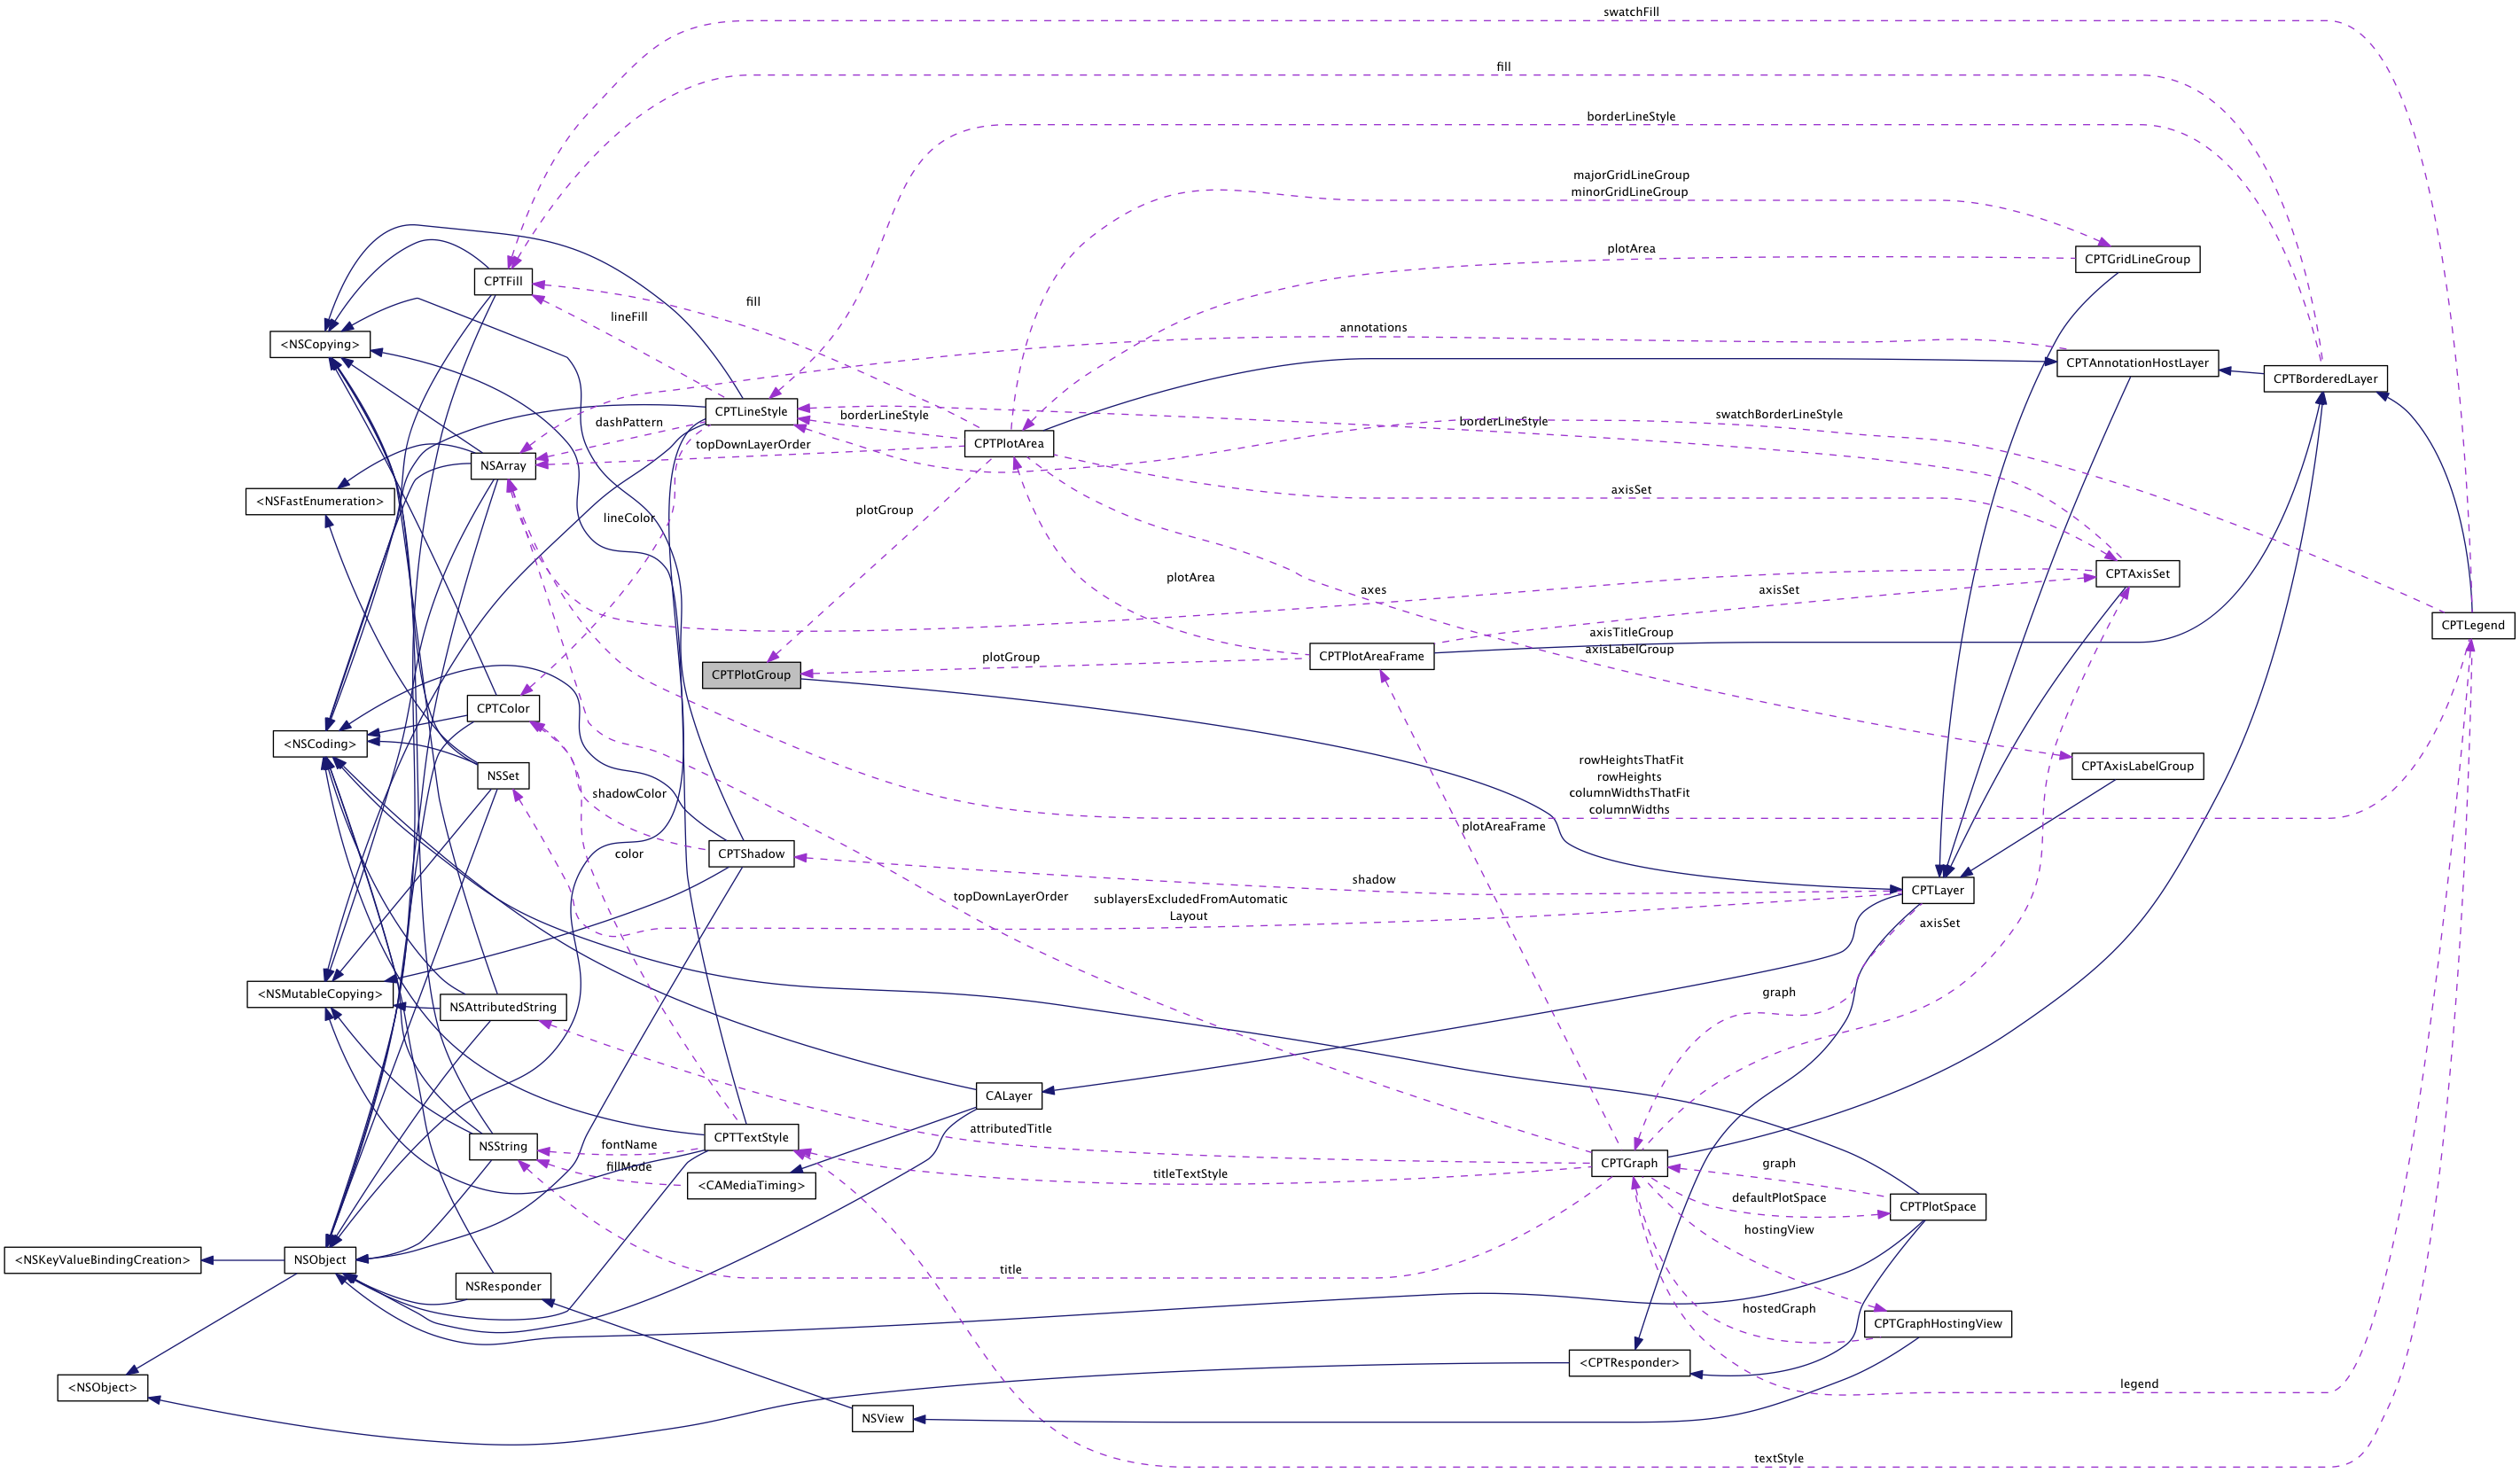 swatchFill
fill
borderLineStyle
majorGridLineGroup
minorGridLineGroup
plotArea
CPTGridLineGroup
CPTFill
fill
lineFill
annotations
<NSCopying>
CPTAnnotationHostLayer
CPTBorderedLayer
CPTLineStyle
borderLineStyle
swatchBorderLineStyle
borderLineStyle
dashPattern
topDownLayerOrder
CPTPlotArea
NSArray
axisSet
<NSFastEnumeration>
plotGroup
lineColor
CPTAxisSet
plotArea
axes
axisSet
CPTLegend
axisTitleGroup
axisLabelGroup
plotGroup
CPTPlotAreaFrame
CPTPlotGroup
CPTColor
<NSCoding>
NSSet
CPTAxisLabelGroup
rowHeightsThatFit
rowHeights
columnWidthsThatFit
columnWidths
shadowColor
plotAreaFrame
color
CPTShadow
shadow
CPTLayer
topDownLayerOrder
sublayersExcludedFromAutomatic
Layout
axisSet
<NSMutableCopying>
NSAttributedString
graph
CALayer
attributedTitle
CPTTextStyle
NSString
fontName
fillMode
<CAMediaTiming>
titleTextStyle
CPTGraph
graph
defaultPlotSpace
CPTPlotSpace
hostingView
<NSKeyValueBindingCreation>
NSObject
title
NSResponder
hostedGraph
CPTGraphHostingView
<CPTResponder>
<NSObject>
legend
NSView
textStyle